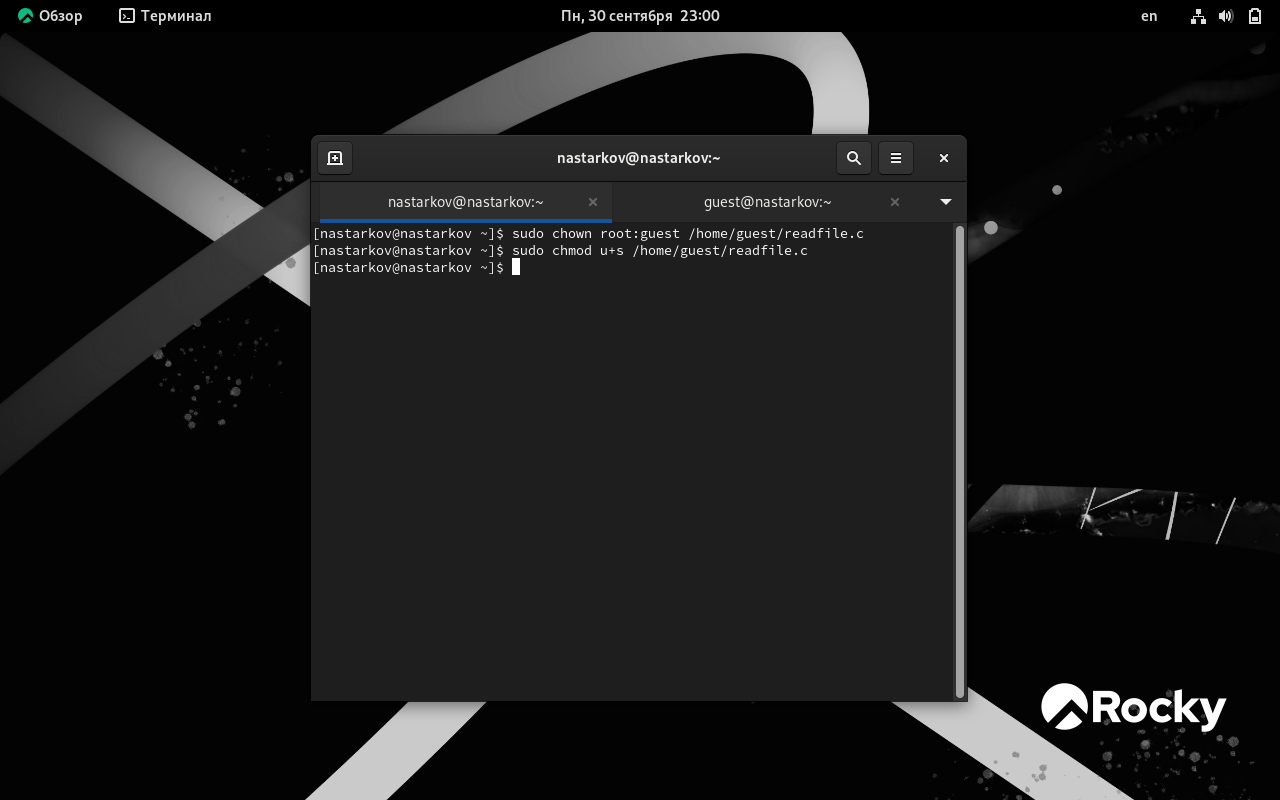 Обзор
Терминал
Пн, 30 сентября 23:00
en
nastarkov@nastarkov:~
nastarkov@nastarkov:~
guest@nastarkov:~
[nastarkov@nastarkov ~]$ sudo chown root:guest /home/guest/readfile.c
[nastarkov@nastarkov ~]$ sudo chmod u+s /home/guest/readfile.c
[nastarkov@nastarkov ~]$
Rocky